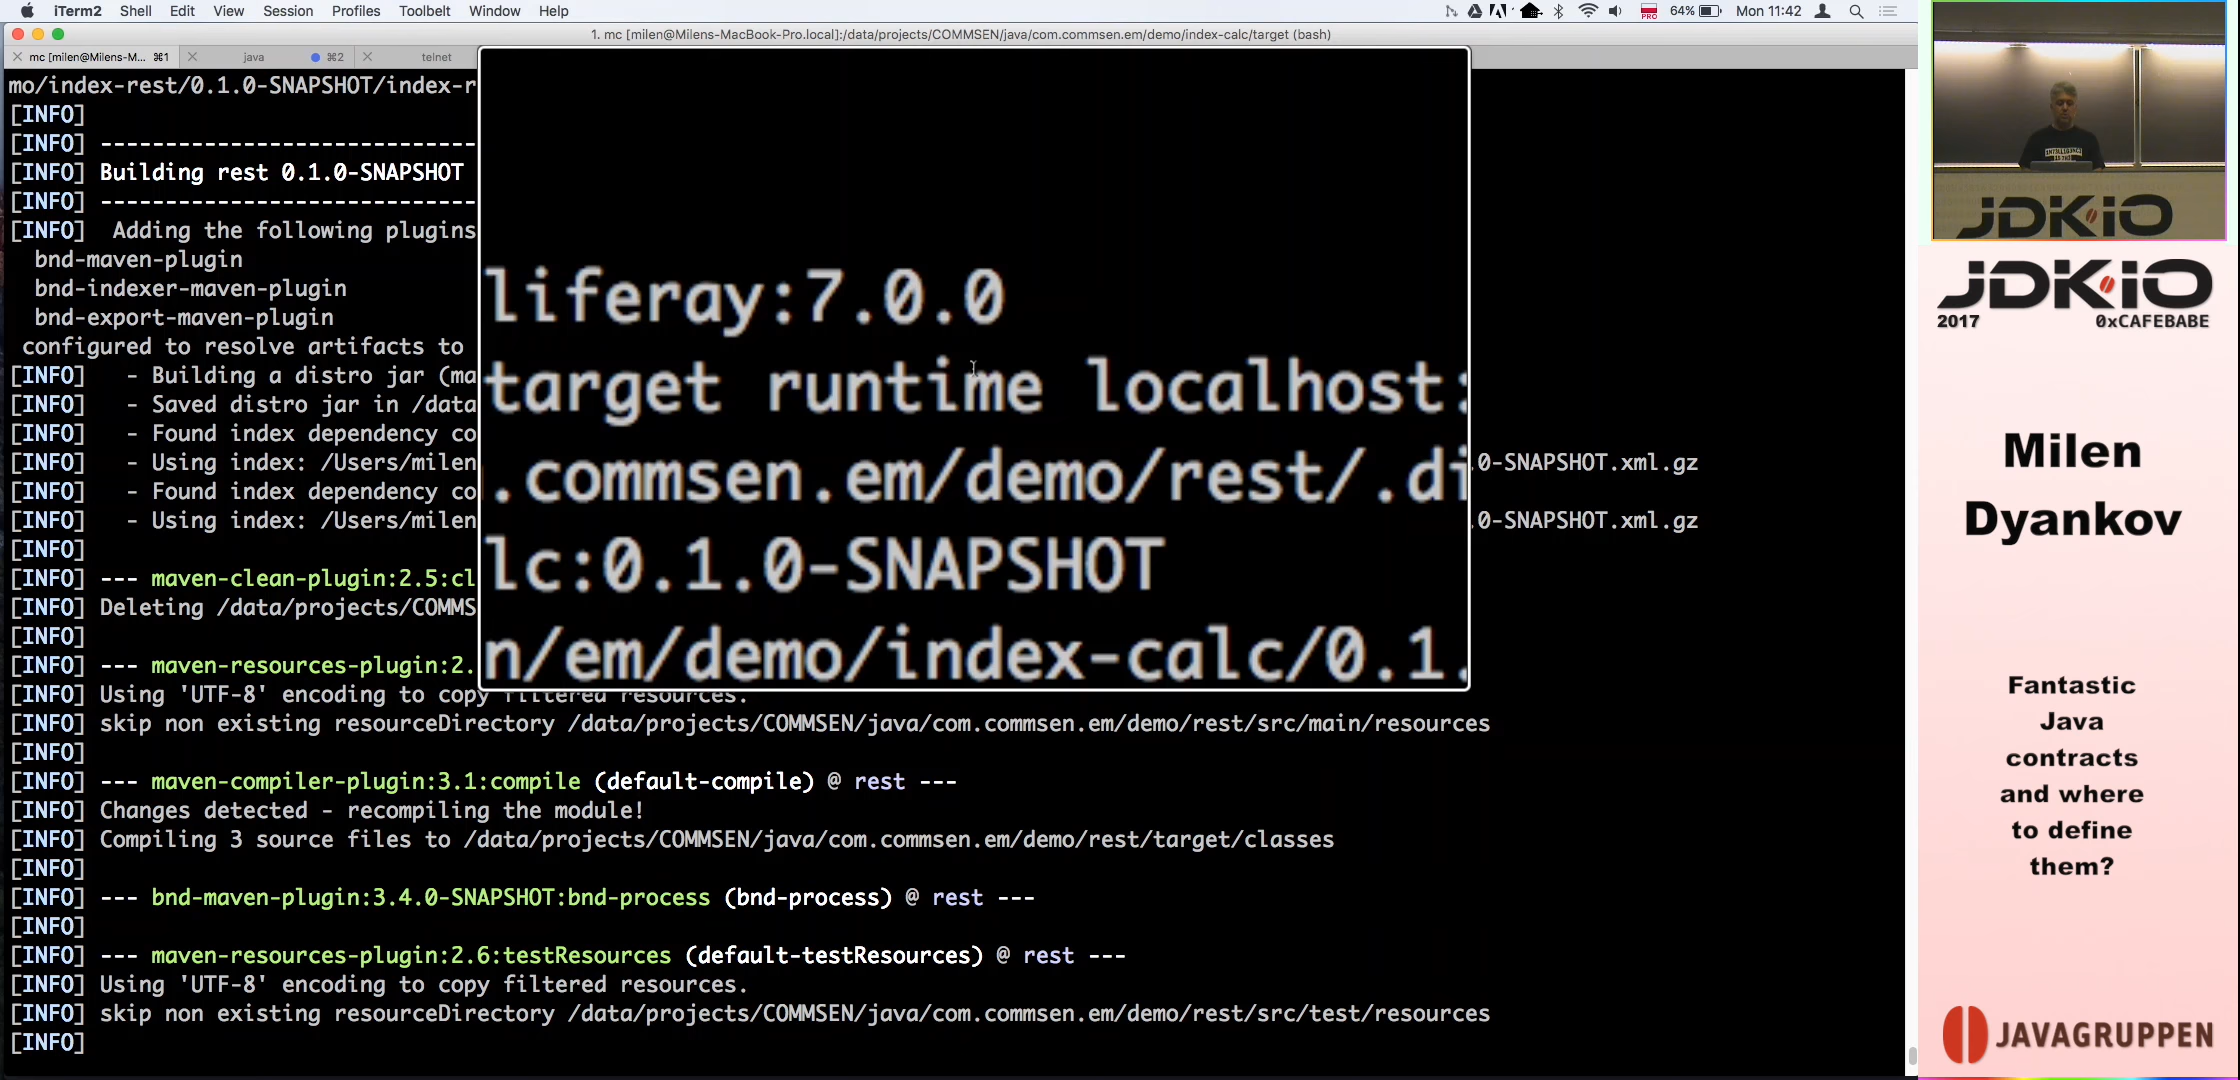 iTerm2 Shell Edit View Session Profiles Toolbelt Window Help
PRO 64% Mon 11:42
1. mc [milen@Milens-MacBook-Pro.local]:/data/projects/COMMSEN/java/com.commsen.em/demo/index-calc/target (bash)
mc [milen@Milens-M... ⌘1 java ⌘2 telnet
mo/index-rest/0.1.0-SNAPSHOT/index-r
[INFO]
[INFO] -----------------------------
[INFO] Building rest 0.1.0-SNAPSHOT
[INFO] -----------------------------
[INFO]  Adding the following plugins
bnd-maven-plugin
bnd-indexer-maven-plugin
bnd-export-maven-plugin
configured to resolve artifacts to
[INFO]   - Building a distro jar (ma
[INFO]   - Saved distro jar in /data
[INFO]   - Found index dependency co
[INFO]   - Using index: /Users/milen 0-SNAPSHOT.xml.gz
[INFO]   - Found index dependency co
[INFO]   - Using index: /Users/milen 0-SNAPSHOT.xml.gz
[INFO]
[INFO] --- maven-clean-plugin:2.5:cl
[INFO] Deleting /data/projects/COMMS
[INFO]
[INFO] --- maven-resources-plugin:2.
[INFO] Using 'UTF-8' encoding to copy filtered resources.
[INFO] skip non existing resourceDirectory /data/projects/COMMSEN/java/com.commsen.em/demo/rest/src/main/resources
[INFO]
[INFO] --- maven-compiler-plugin:3.1:compile (default-compile) @ rest ---
[INFO] Changes detected - recompiling the module!
[INFO] Compiling 3 source files to /data/projects/COMMSEN/java/com.commsen.em/demo/rest/target/classes
[INFO]
[INFO] --- bnd-maven-plugin:3.4.0-SNAPSHOT:bnd-process (bnd-process) @ rest ---
[INFO]
[INFO] --- maven-resources-plugin:2.6:testResources (default-testResources) @ rest ---
[INFO] Using 'UTF-8' encoding to copy filtered resources.
[INFO] skip non existing resourceDirectory /data/projects/COMMSEN/java/com.commsen.em/demo/rest/src/test/resources
[INFO]
liferay:7.0.0
target runtime localhost:
.commsen.em/demo/rest/.di
lc:0.1.0-SNAPSHOT
n/em/demo/index-calc/0.1.
JDK.iO
JDK.iO
2017 0xCAFEBABE
Milen
Dyankov
Fantastic
Java
contracts
and where
to define
them?
JAVAGRUPPEN